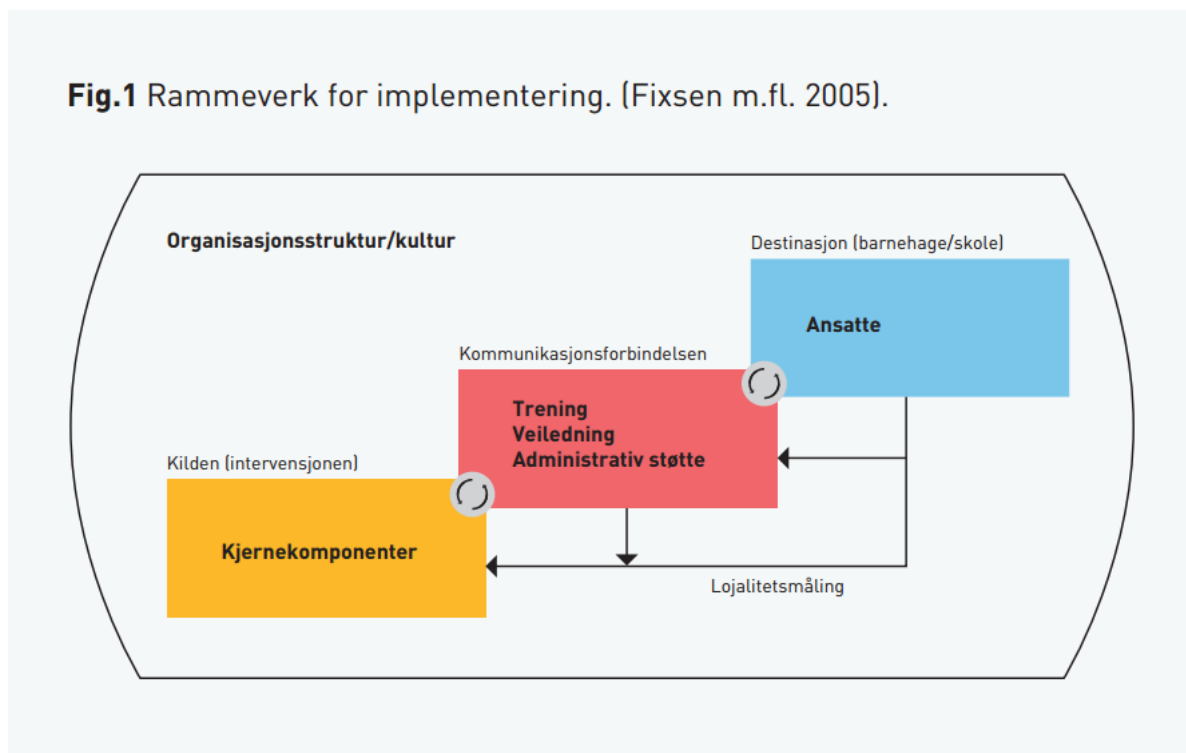 Fig.1 Rammeverk for implementering. (Fixsen m.fl. 2005).
Organisasjonsstruktur/kultur
Destinasjon (barnehage/skole)
Ansatte
Kommunikasjonsforbindelsen
Trening
Veiledning
Administrativ støtte
Kilden (intervensjonen)
Kjernekomponenter
Lojalitetsmåling